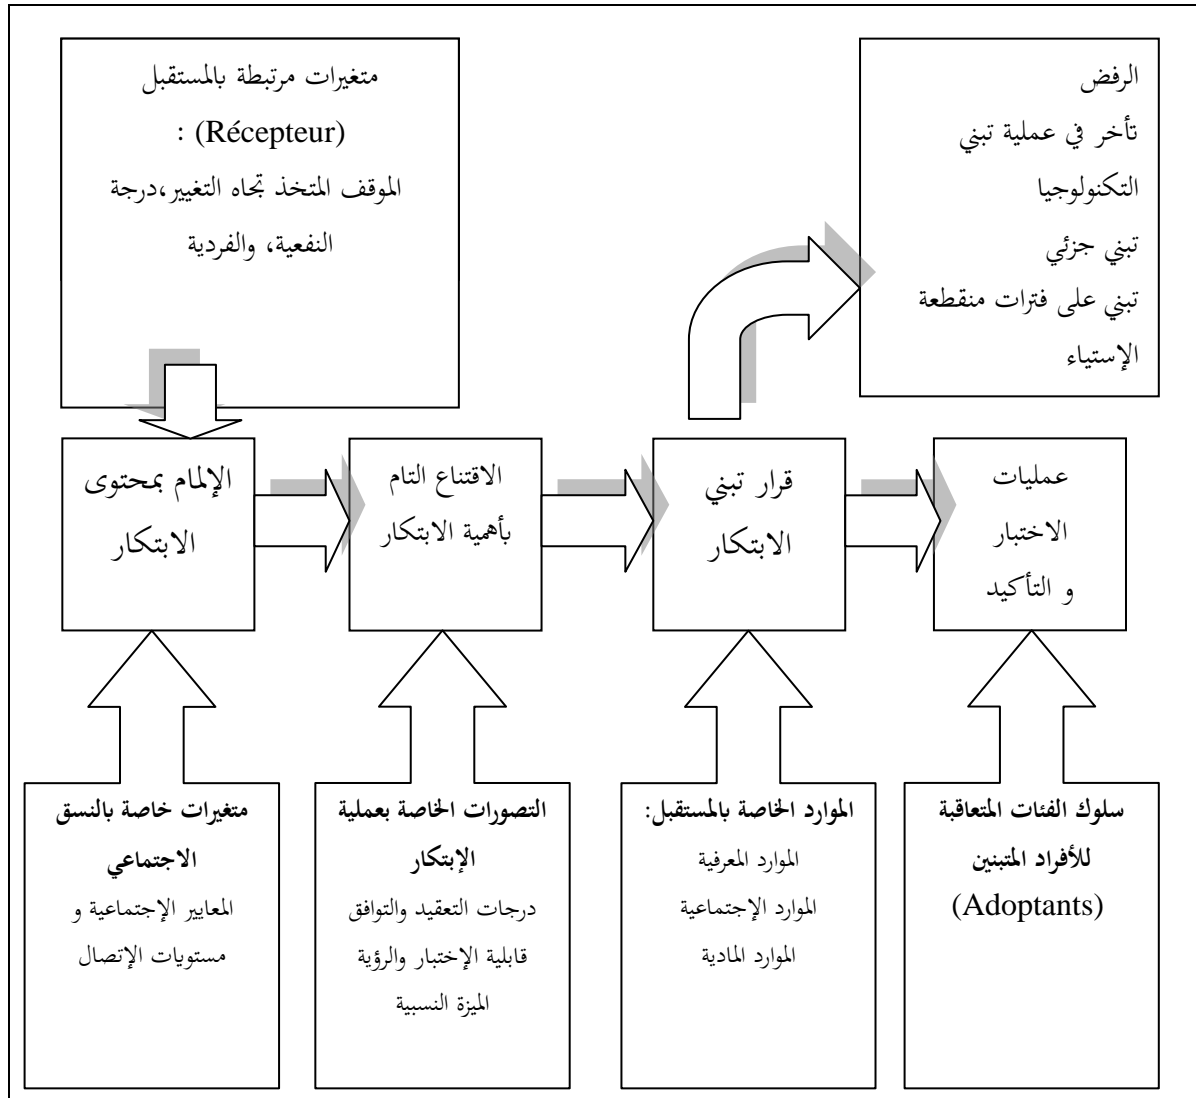 متغيرات مرتبطة بالمستقبل
(Récepteur) :
الموقف المتخذ تجاه التغيير،درجة
النفعية، والفردية
الرفض
تأخر في عملية تبني
التكنولوجيا
تبني جزئي
تبني على فترات منقطعة
الإستياء
الإلمام بمحتوى
الابتكار
الاقتناع التام
بأهمية الابتكار
قرار تبني
الابتكار
عمليات
الاختبار
و التأكيد
متغيرات خاصة بالنسق
الاجتماعي
المعايير الإجتماعية و
مستويات الإتصال
التصورات الخاصة بعملية
الإبتكار
درجات التعقيد والتوافق
قابلية الإختبار والرؤية
الميزة النسبية
الموارد الخاصة بالمستقبل:
الموارد المعرفية
الموارد الإجتماعية
الموارد المادية
سلوك الفئات المتعاقبة
للأفراد المتبنين
(Adoptants)